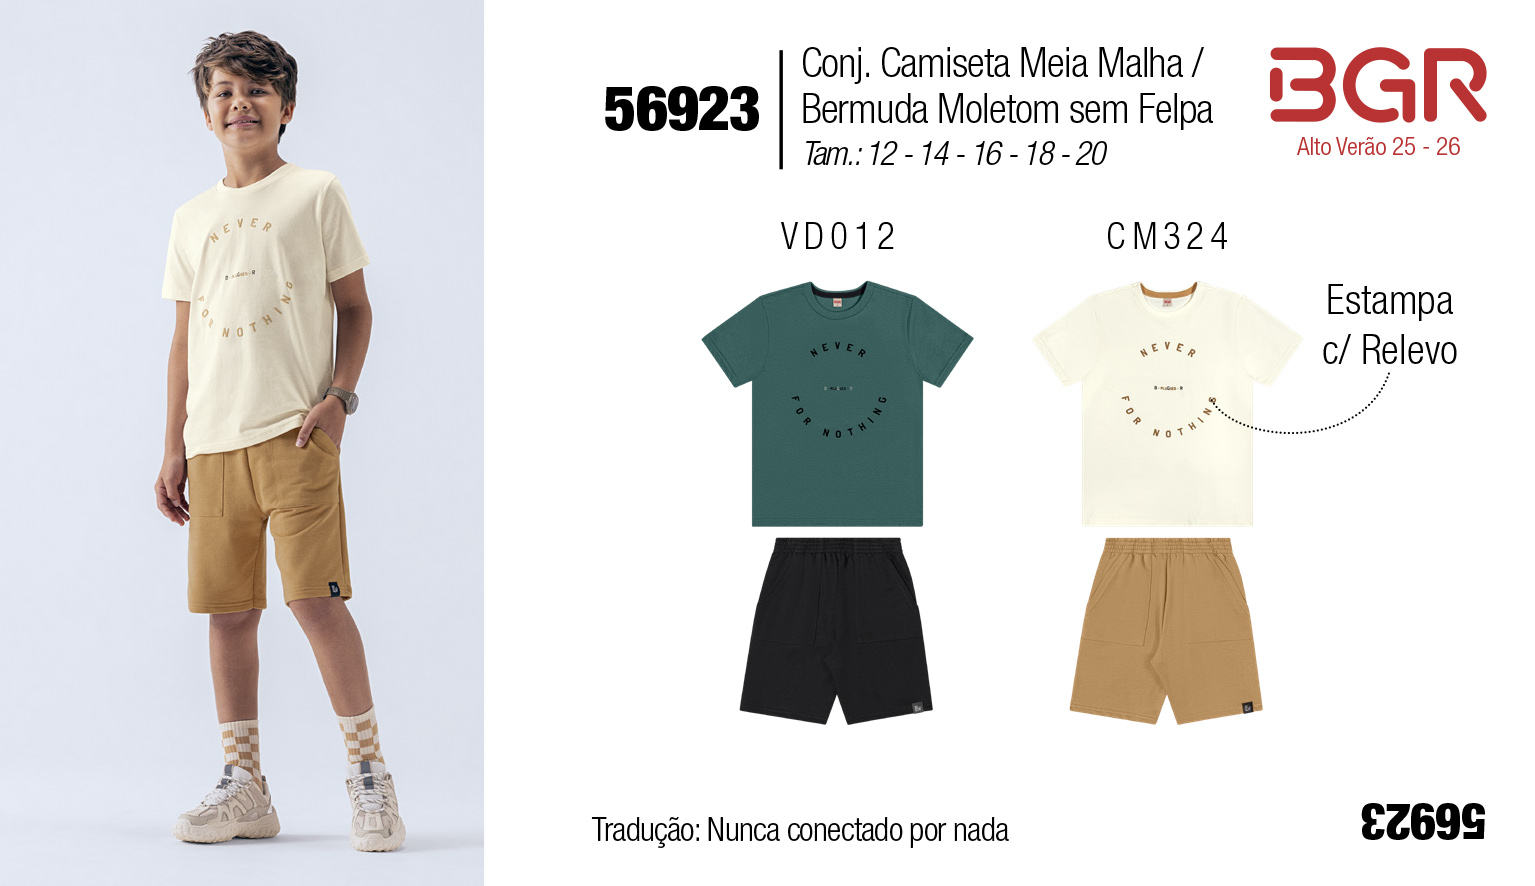 56923
Conj. Camiseta Meia Malha /
Bermuda Moletom sem Felpa
Tam.: 12 - 14 - 16 - 18 - 20
BGR
Alto Verão 25 - 26
NEVER
FOR NOTHING
VD012
NEVER
FOR NOTHING
CM324
NEVER
B - PLUGGED - R
FOR NOTHING
Estampa
c/ Relevo
Tradução: Nunca conectado por nada
56923